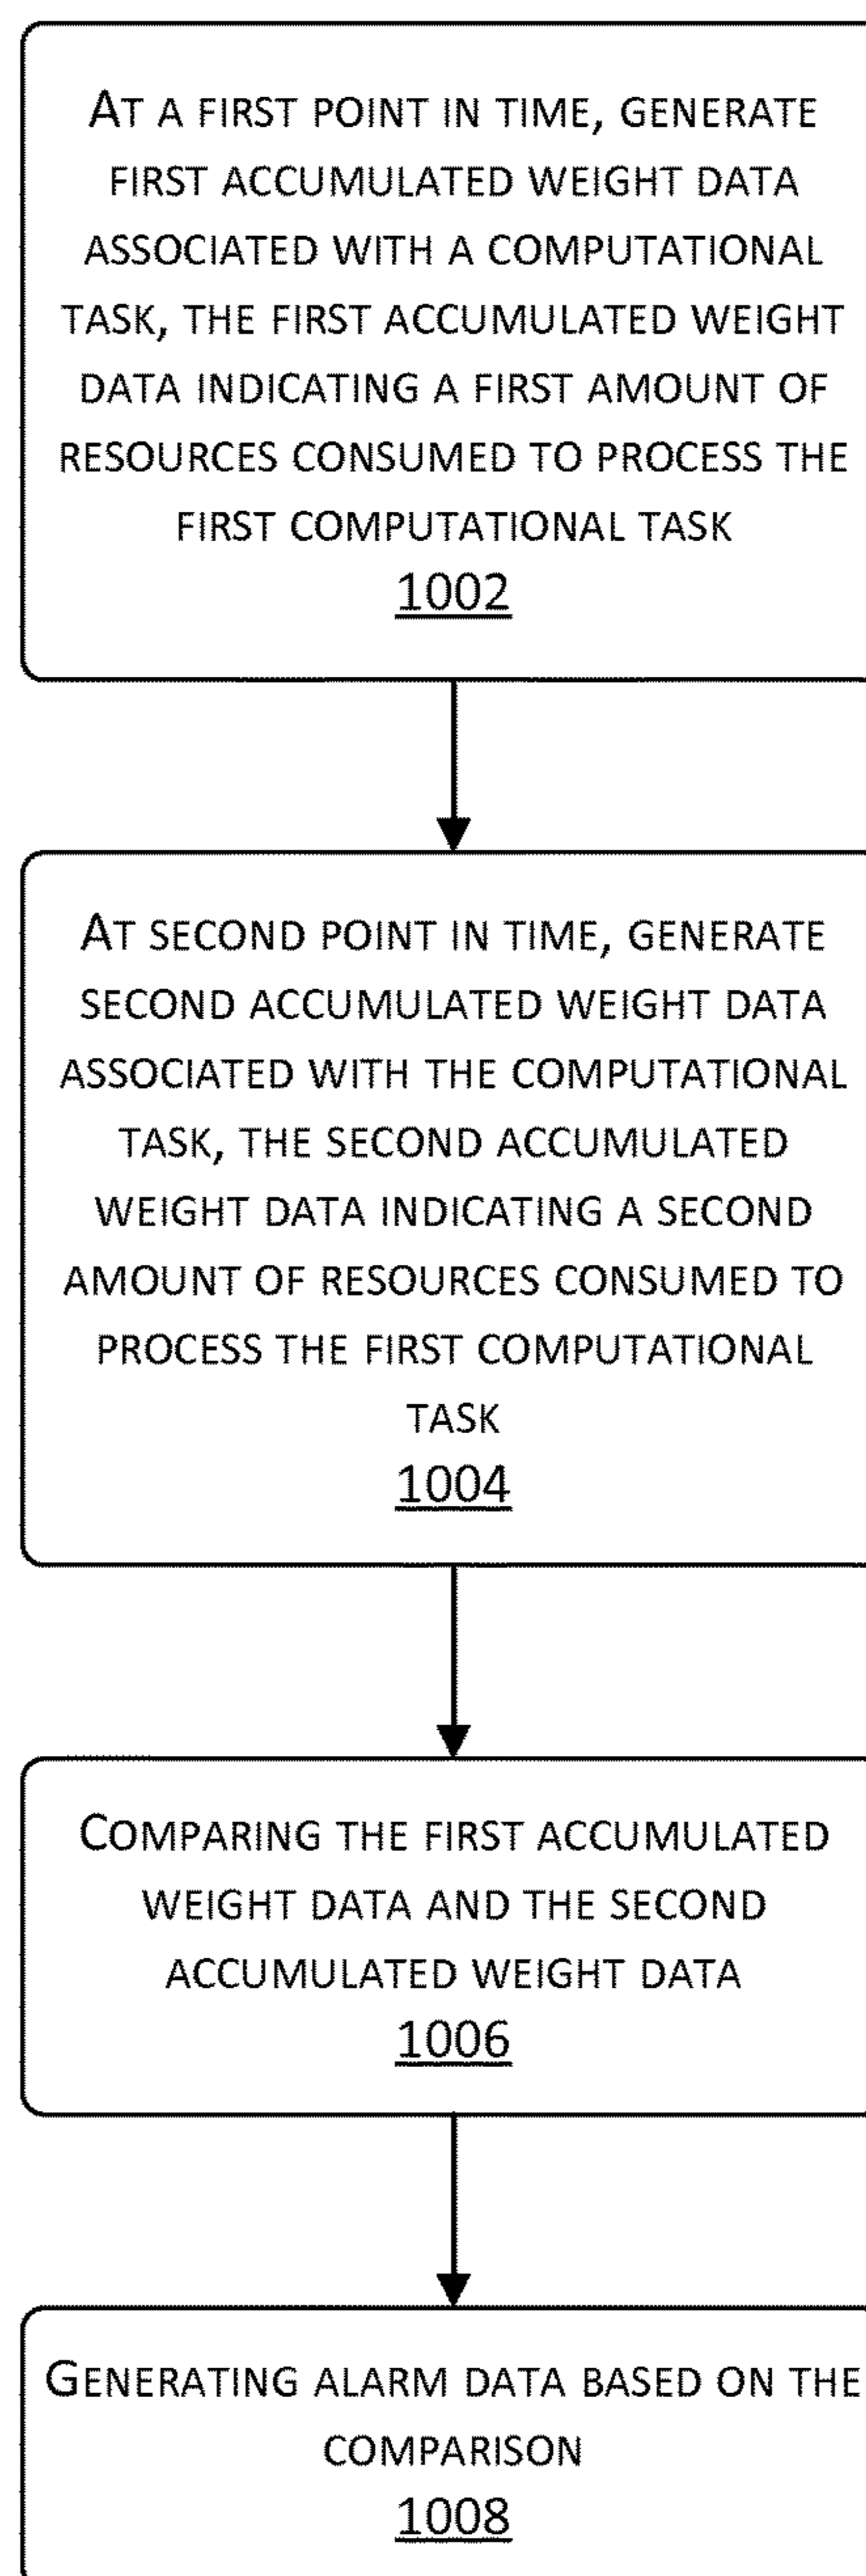 AT A FIRST POINT IN TIME, GENERATE
FIRST ACCUMULATED WEIGHT DATA
ASSOCIATED WITH A COMPUTATIONAL
TASK, THE FIRST ACCUMULATED WEIGHT
DATA INDICATING A FIRST AMOUNT OF
RESOURCES CONSUMED TO PROCESS THE
FIRST COMPUTATIONAL TASK
1002
AT SECOND POINT IN TIME, GENERATE
SECOND ACCUMULATED WEIGHT DATA
ASSOCIATED WITH THE COMPUTATIONAL
TASK, THE SECOND ACCUMULATED
WEIGHT DATA INDICATING A SECOND
AMOUNT OF RESOURCES CONSUMED TO
PROCESS THE FIRST COMPUTATIONAL
TASK
1004
COMPARING THE FIRST ACCUMULATED
WEIGHT DATA AND THE SECOND
ACCUMULATED WEIGHT DATA
1006
GENERATING ALARM DATA BASED ON THE
COMPARISON
1008